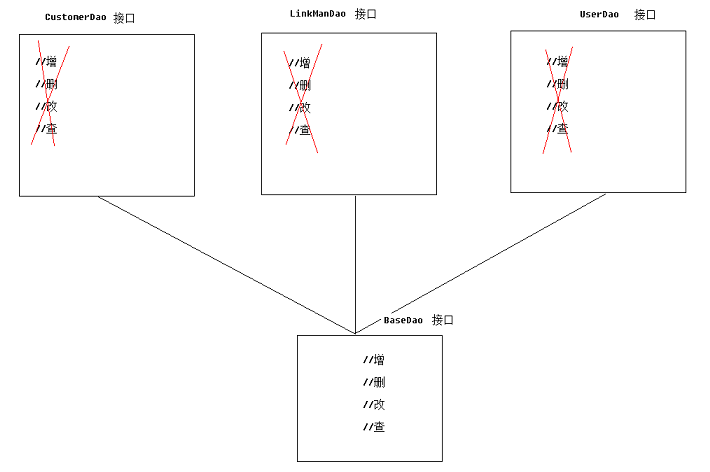 CustomerDao 接口
//增
//删
//改
//查
LinkManDao 接口
//增
//删
//改
//查
UserDao 接口
//增
//删
//改
//查
BaseDao 接口
//增
//删
//改
//查